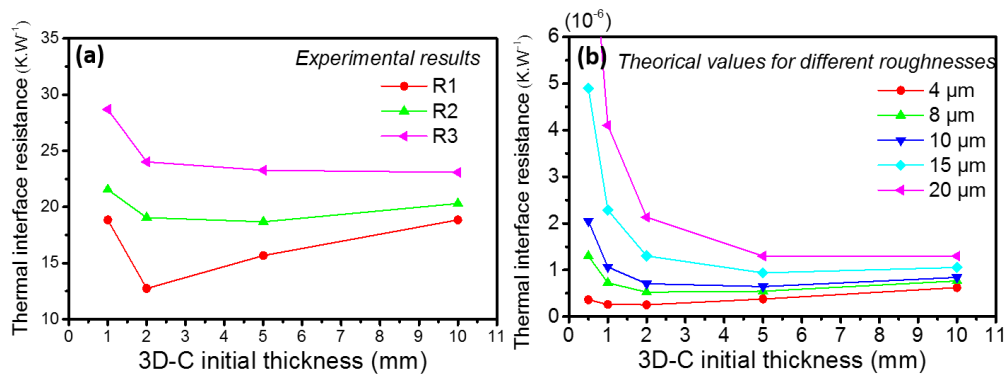 (a)
Experimental results
R1
R2
R3
Thermal interface resistance (K.W⁻¹)
35
30
25
20
15
10
0 1 2 3 4 5 6 7 8 9 10 11
3D-C initial thickness (mm)
(10⁻⁶)
(b)
Theorical values for different roughnesses
4 µm
8 µm
10 µm
15 µm
20 µm
Thermal interface resistance (K.W⁻¹)
6
5
4
3
2
1
0
0 1 2 3 4 5 6 7 8 9 10 11
3D-C initial thickness (mm)